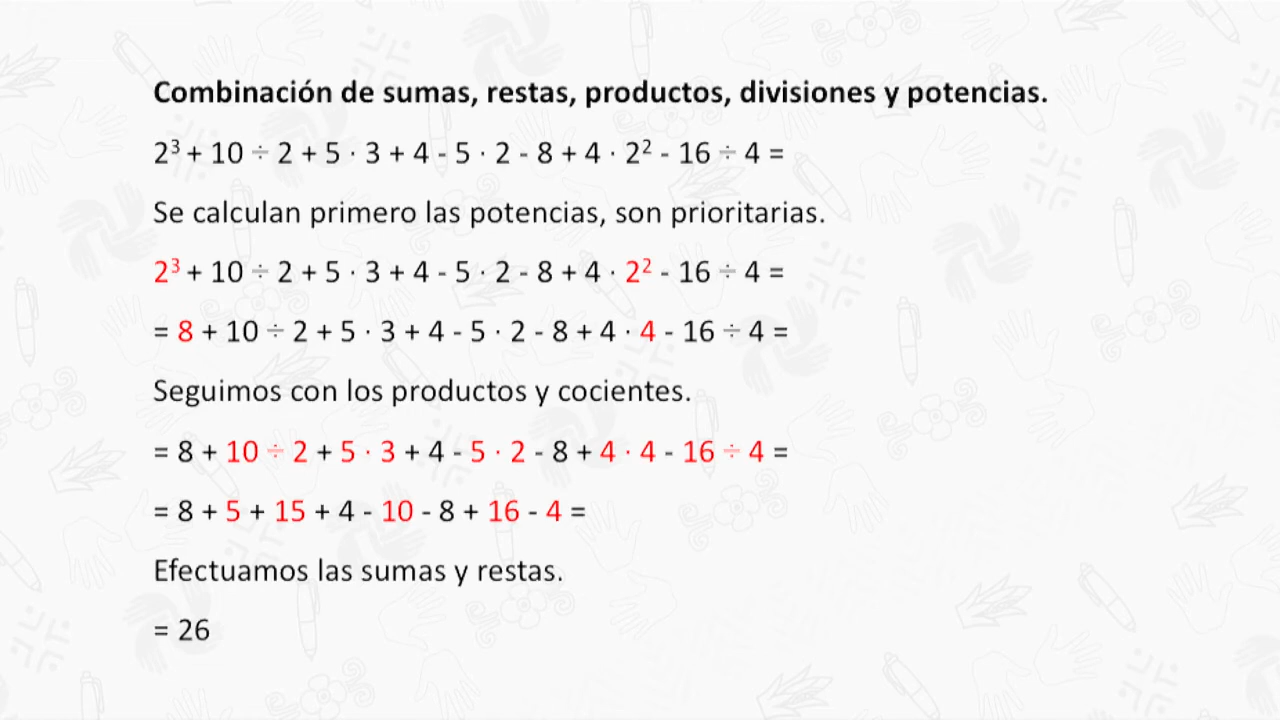 Combinación de sumas, restas, productos, divisiones y potencias.
2³ + 10 ÷ 2 + 5 · 3 + 4 - 5 · 2 - 8 + 4 · 2² - 16 ÷ 4 =
Se calculan primero las potencias, son prioritarias.
2³ + 10 ÷ 2 + 5 · 3 + 4 - 5 · 2 - 8 + 4 · 2² - 16 ÷ 4 =
= 8 + 10 ÷ 2 + 5 · 3 + 4 - 5 · 2 - 8 + 4 · 4 - 16 ÷ 4 =
Seguimos con los productos y cocientes.
= 8 + 10 ÷ 2 + 5 · 3 + 4 - 5 · 2 - 8 + 4 · 4 - 16 ÷ 4 =
= 8 + 5 + 15 + 4 - 10 - 8 + 16 - 4 =
Efectuamos las sumas y restas.
= 26